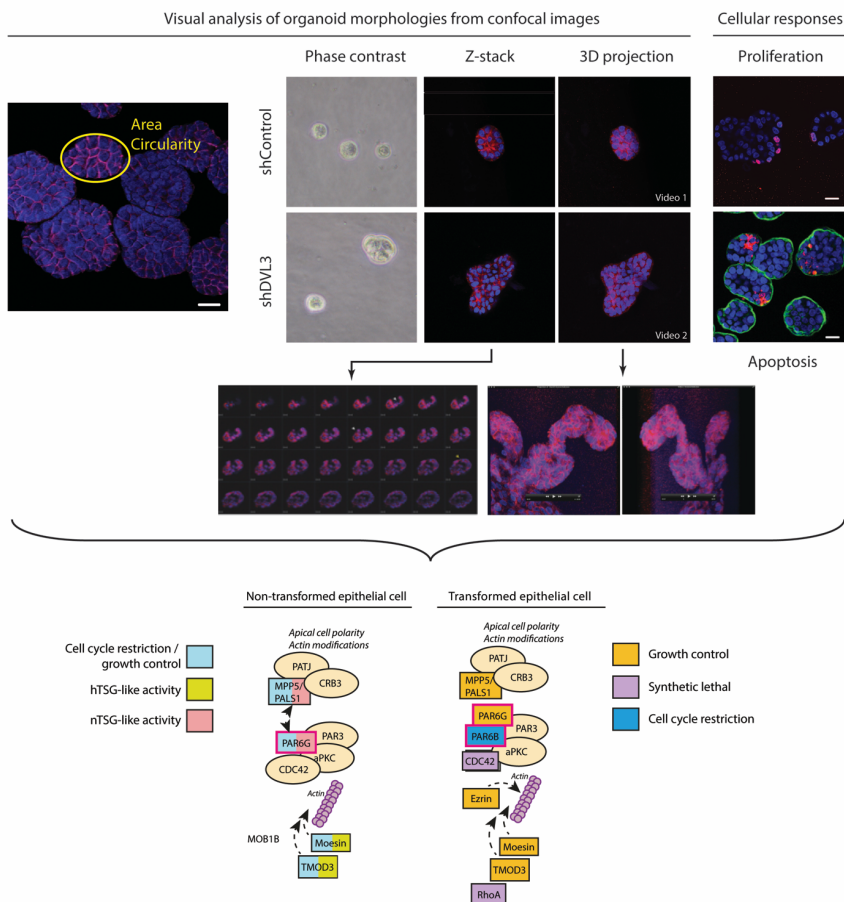 Visual analysis of organoid morphologies from confocal images
Cellular responses
Phase contrast
Z-stack
3D projection
Proliferation
Area
Circularity
shControl
Video 1
shDVL3
Video 2
Apoptosis
Non-transformed epithelial cell
Transformed epithelial cell
Apical cell polarity
Actin modifications
Apical cell polarity
Actin modifications
Cell cycle restriction /
growth control
hTSG-like activity
nTSG-like activity
PATJ
CRB3
MPP5/
PALS1
PAR6G
PAR3
aPKC
CDC42
Actin
MOB1B
Moesin
TMOD3
PATJ
CRB3
MPP5/
PALS1
PAR6G
PAR3
PAR6B
aPKC
CDC42
Actin
Ezrin
Moesin
TMOD3
RhoA
Growth control
Synthetic lethal
Cell cycle restriction